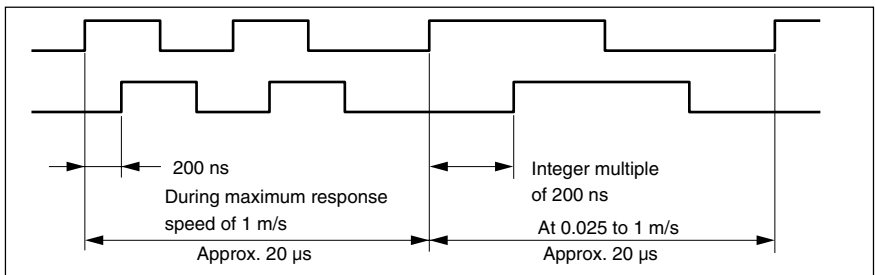 200 ns
During maximum response
speed of 1 m/s
Approx. 20 μs
Integer multiple
of 200 ns
At 0.025 to 1 m/s
Approx. 20 μs